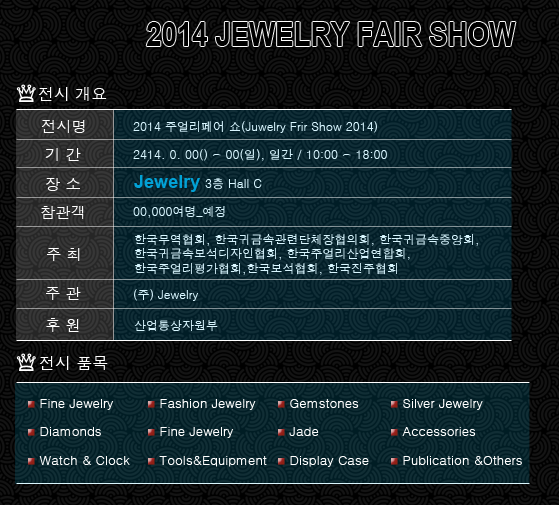 2014 JEWELRY FAIR SHOW
전시 개요
전시명 2014 주얼리페어 쇼(Juwelry Frir Show 2014)
기 간 2414. 0. 00() ~ 00(일), 일간 / 10:00 ~ 18:00
장 소 Jewelry 3층 Hall C
참관객 00,000여명_예정
주 최 한국무역협회, 한국귀금속관련단체장협의회, 한국귀금속중앙회,
한국귀금속보석디자인협회, 한국주얼리산업연합회,
한국주얼리평가협회,한국보석협회, 한국진주협회
주 관 (주) Jewelry
후 원 산업통상자원부
전시 품목
Fine Jewelry Fashion Jewelry Gemstones Silver Jewelry
Diamonds Fine Jewelry Jade Accessories
Watch & Clock Tools&Equipment Display Case Publication &Others